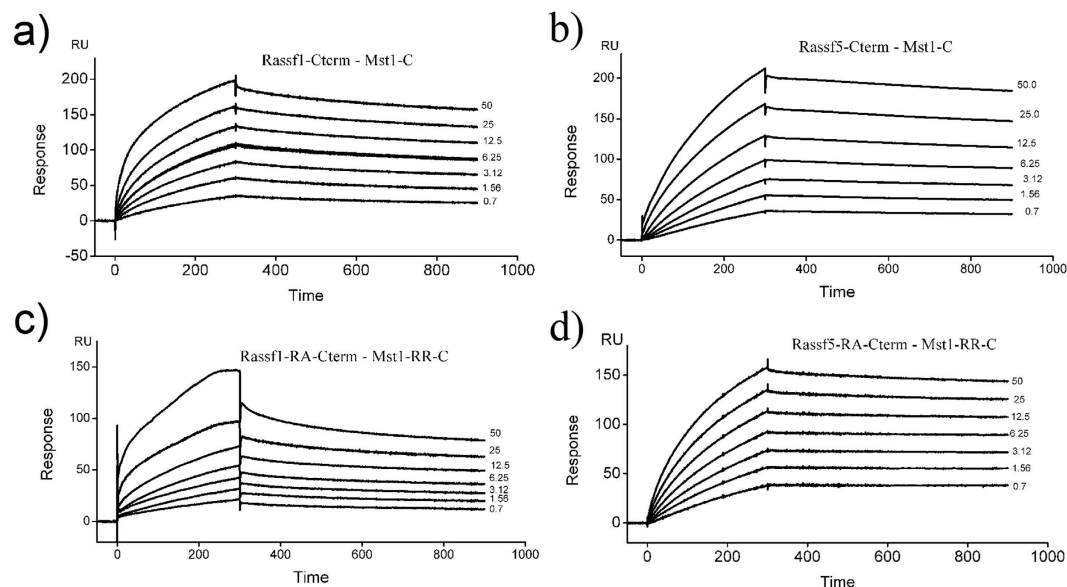 a)
RU
Rassf1-Cterm - Mst1-C
200
150
100
50
0
-50
Response
50
25
12.5
6.25
3.12
1.56
0.7
0 200 400 600 800 1000
Time
b)
RU
Rassf5-Cterm - Mst1-C
200
150
100
50
0
Response
50.0
25.0
12.5
6.25
3.12
1.56
0.7
0 200 400 600 800 1000
Time
c)
RU
Rassf1-RA-Cterm - Mst1-RR-C
150
100
50
0
Response
50
25
12.5
6.25
3.12
1.56
0.7
0 200 400 600 800 1000
Time
d)
RU
Rassf5-RA-Cterm - Mst1-RR-C
150
100
50
0
Response
50
25
12.5
6.25
3.12
1.56
0.7
0 200 400 600 800 1000
Time